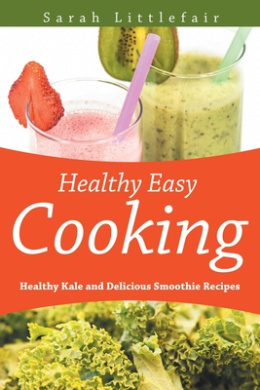 Sarah Littlefair
Healthy Easy
Cooking
Healthy Kale and Delicious Smoothie Recipes